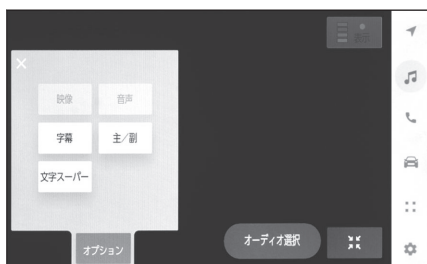 映像 音声
字幕 主/副
文字スーパー
オーディオ選択
オプション